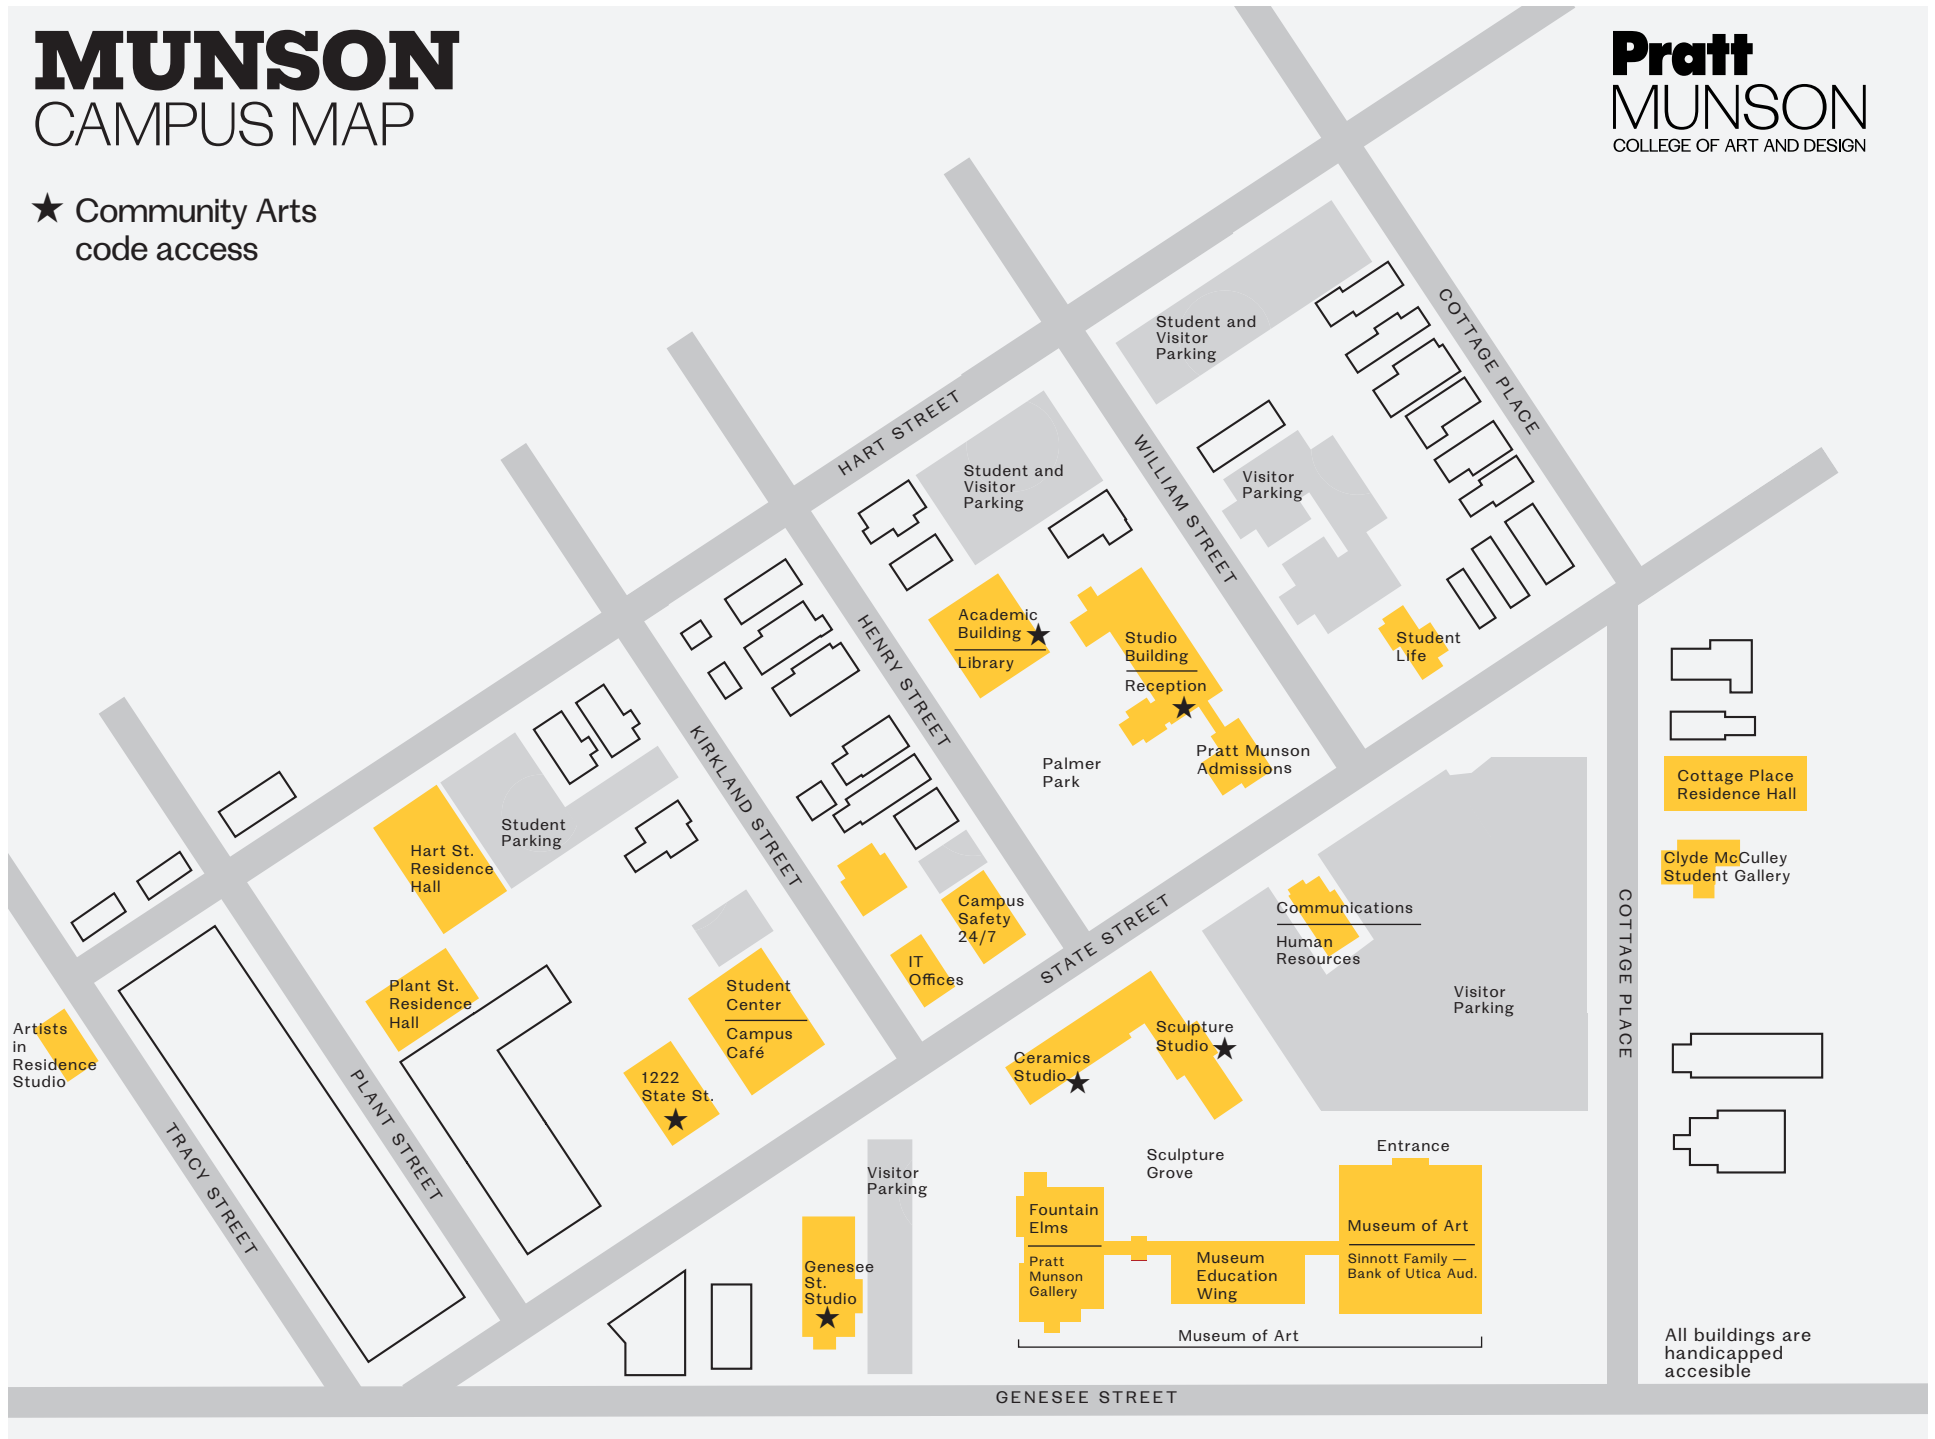 MUNSON
CAMPUS MAP
★ Community Arts
code access
Pratt
MUNSON
COLLEGE OF ART AND DESIGN
Student and
Visitor
Parking
COTTAGE PLACE
HART STREET
Student and
Visitor
Parking
WILLIAM STREET
Visitor
Parking
Academic
Building ★
Library
HENRY STREET
Studio
Building
Reception
★
Student
Life
Pratt Munson
Admissions
Palmer
Park
KIRKLAND STREET
Student
Parking
Hart St.
Residence
Hall
Cottage Place
Residence Hall
Clyde McCulley
Student Gallery
Campus
Safety
24/7
IT
Offices
STATE STREET
Communications
Human
Resources
Visitor
Parking
COTTAGE PLACE
Plant St.
Residence
Hall
Student
Center
Campus
Café
Artists
in
Residence
Studio
1222
State St.
★
Ceramics
Studio ★
Sculpture
Studio ★
PLANT STREET
TRACY STREET
Visitor
Parking
Sculpture
Grove
Entrance
Fountain
Elms
Pratt
Munson
Gallery
Museum
Education
Wing
Museum of Art
Sinnott Family —
Bank of Utica Aud.
Genesee
St.
Studio
★
Museum of Art
All buildings are
handicapped
accesible
GENESEE STREET